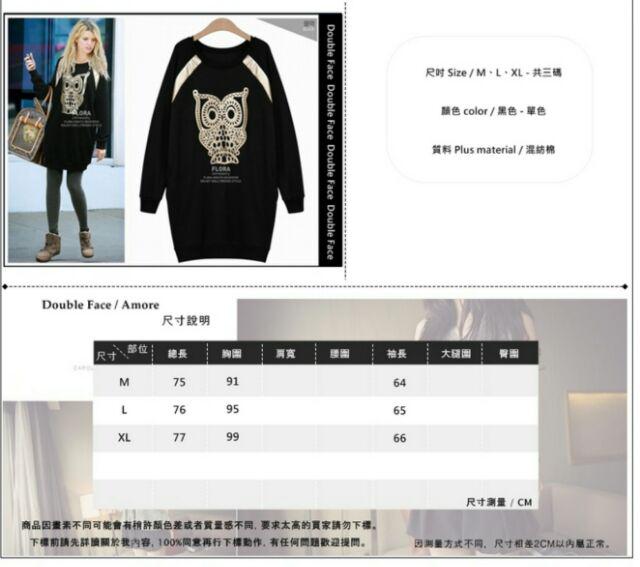 Double Face Double Face Double Face Double Face
FLORA
FLORA
尺吋 Size / M、L、XL - 共三碼
顏色 color / 黑色 - 單色
質料 Plus material / 混紡棉
Double Face / Amore
尺寸說明
尺寸 部位 總長 胸圍 肩寬 腰圍 袖長 大腿圍 臀圍
M 75 91 64
L 76 95 65
XL 77 99 66
尺寸測量 / CM
商品因畫素不同可能會有稍許顏色差或者質量感不同, 要求太高的買家請勿下標。
下標前請先詳讀關於我內容, 100%同意再行下標動作, 有任何問題歡迎提問。
因測量方式不同, 尺寸相差2CM以內屬正常。